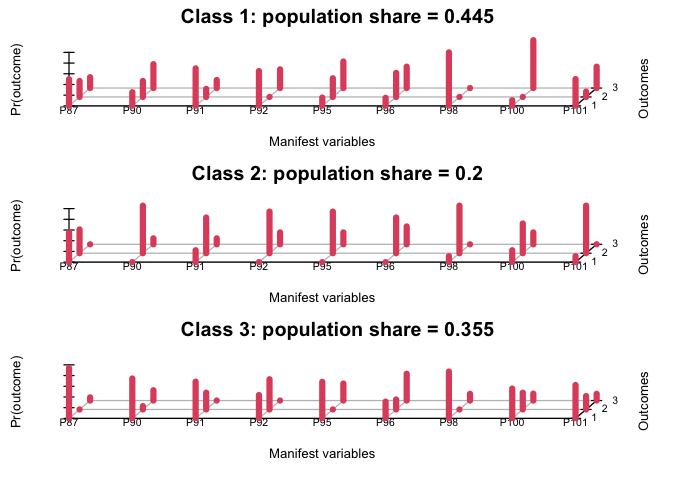 Class 1: population share = 0.445
Pr(outcome)
P87 P90 P91 P92 P95 P96 P98 P100 P101
1 2 3
Outcomes
Manifest variables
Class 2: population share = 0.2
Pr(outcome)
P87 P90 P91 P92 P95 P96 P98 P100 P101
1 2 3
Outcomes
Manifest variables
Class 3: population share = 0.355
Pr(outcome)
P87 P90 P91 P92 P95 P96 P98 P100 P101
1 2 3
Outcomes
Manifest variables